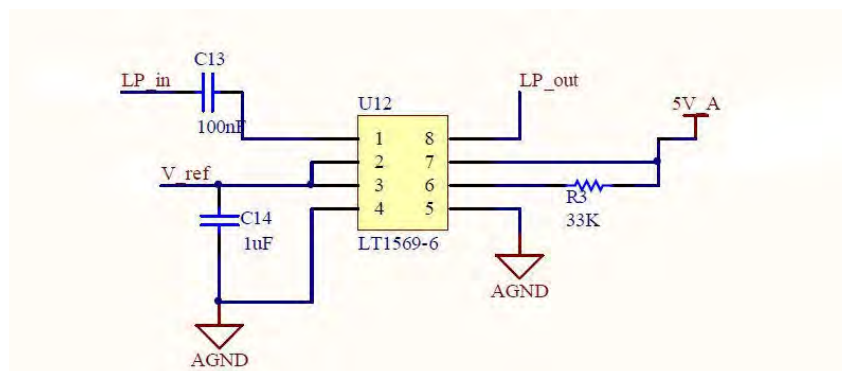 C13
LP_in
100nF
U12
LP_out
5V_A
1 8
2 7
3 6
4 5
V_ref
C14
1uF
R3
33K
LT1569-6
AGND
AGND